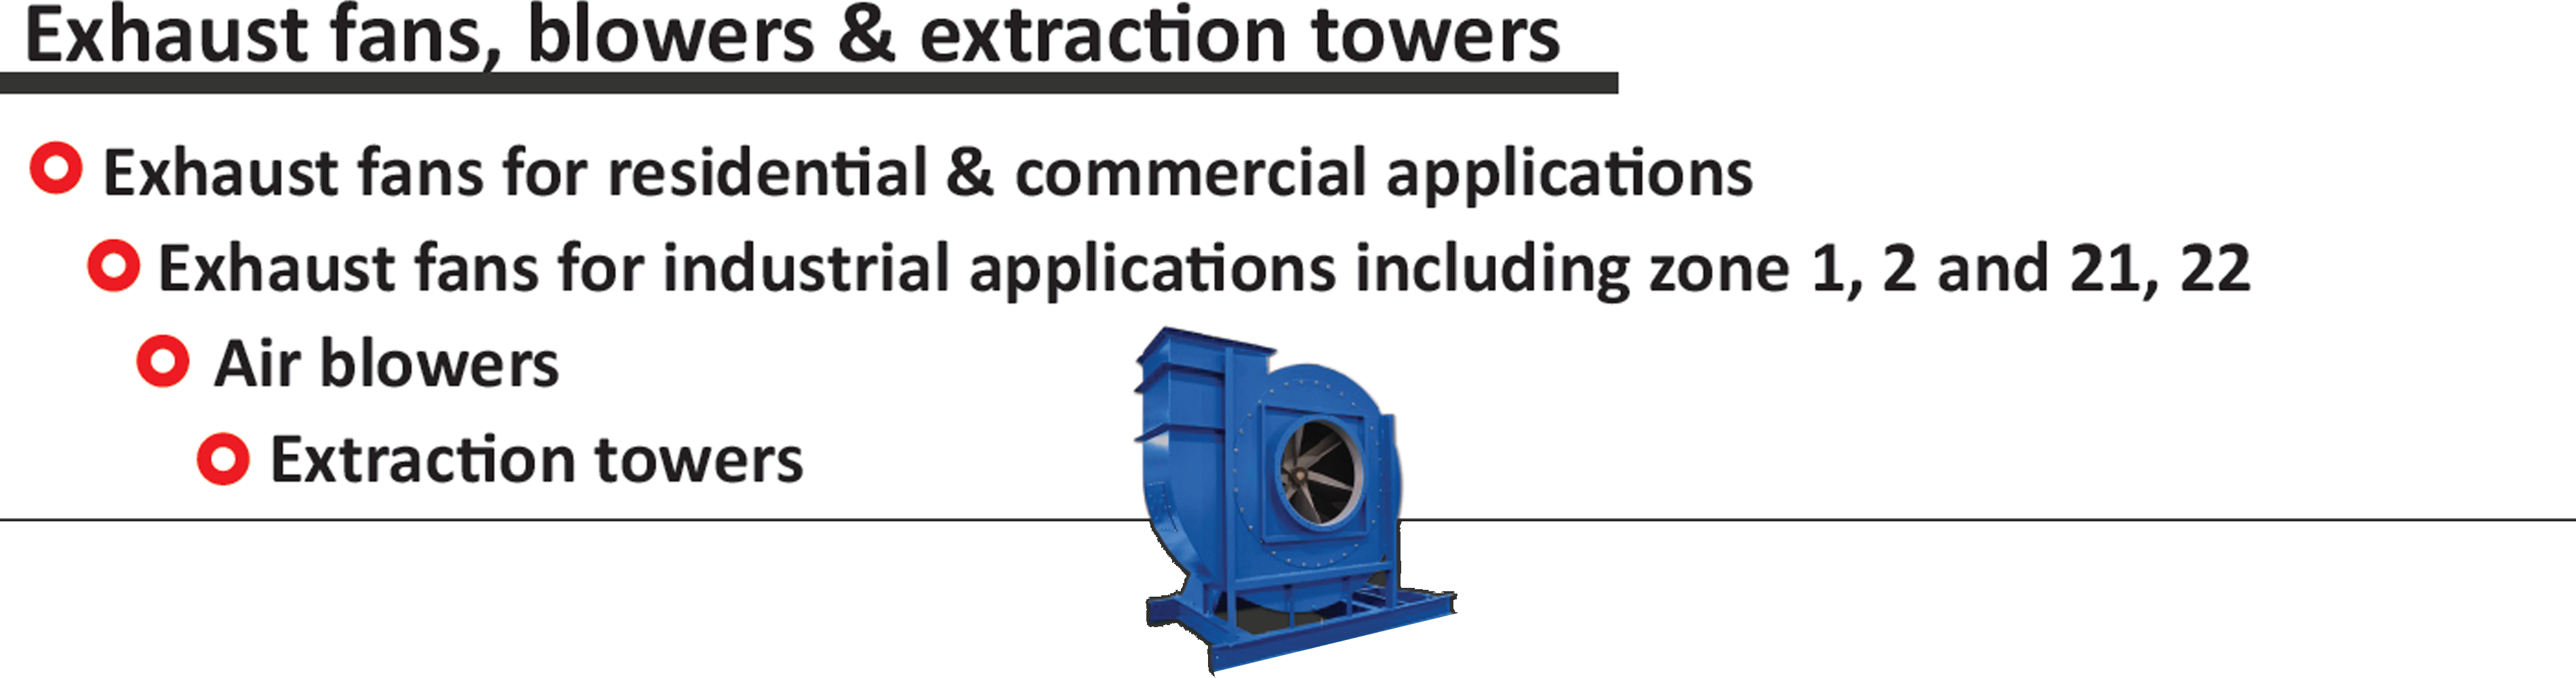 Exhaust fans, blowers & extraction towers
Exhaust fans for residential & commercial applications
Exhaust fans for industrial applications including zone 1, 2 and 21, 22
Air blowers
Extraction towers